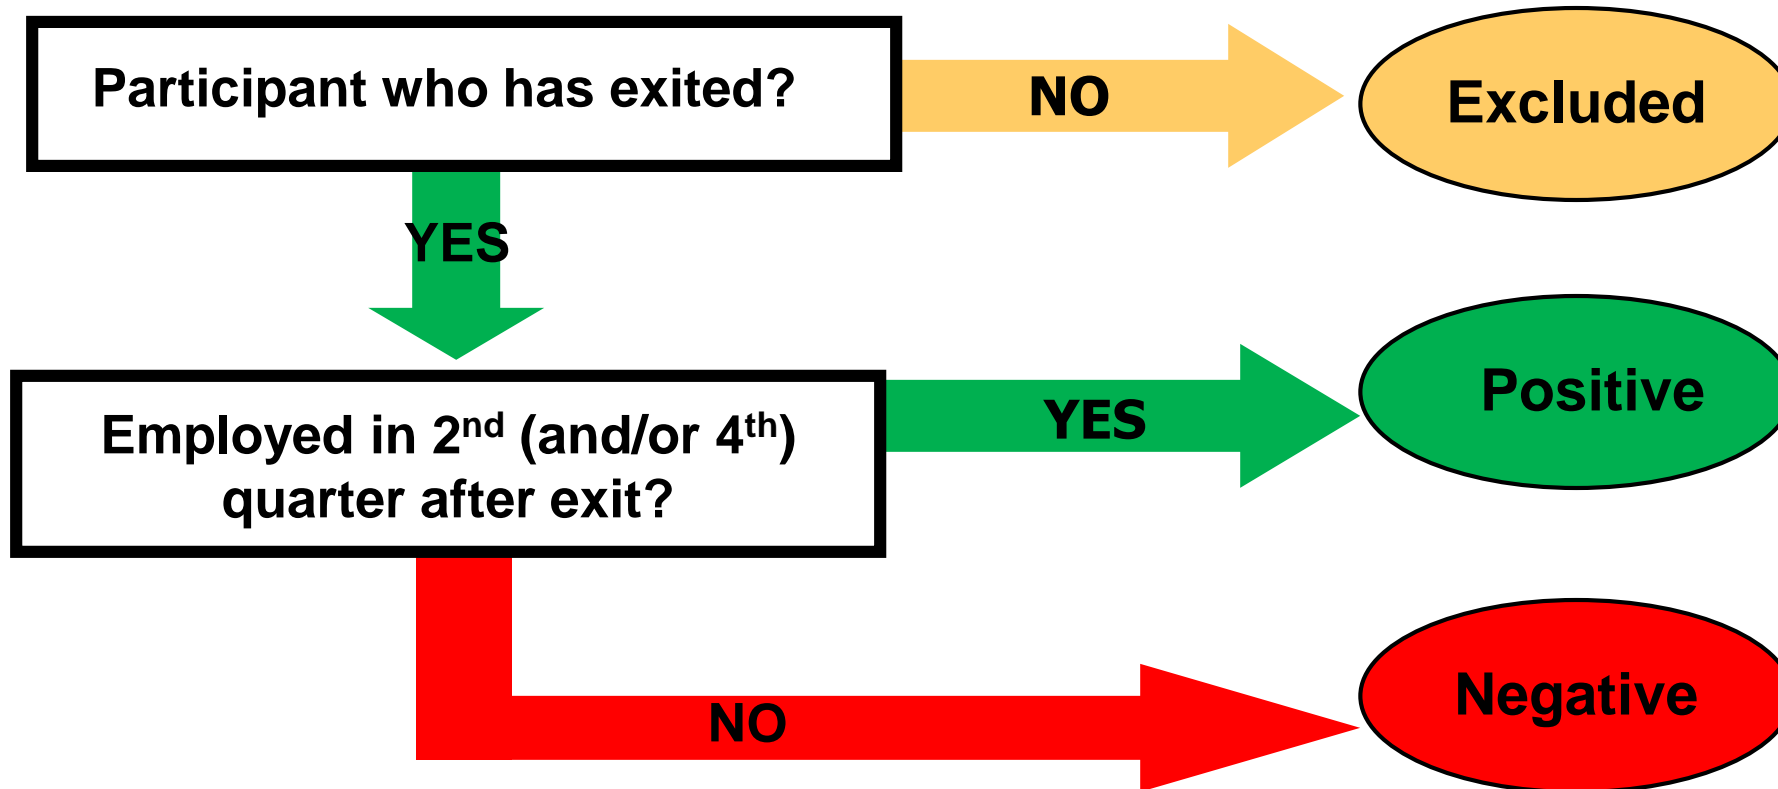 Participant who has exited?
NO
Excluded
YES
Employed in 2nd (and/or 4th)
quarter after exit?
YES
Positive
NO
Negative